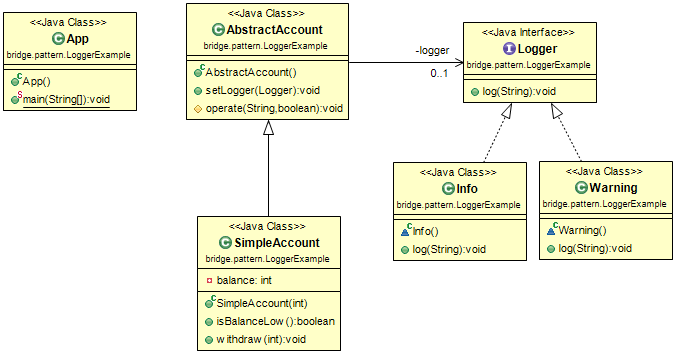 <<Java Class>>
App
bridge.pattern.LoggerExample
App()
main(String[]):void
<<Java Class>>
AbstractAccount
bridge.pattern.LoggerExample
AbstractAccount()
setLogger(Logger):void
operate(String,boolean):void
-logger
0..1
<<Java Interface>>
Logger
bridge.pattern.LoggerExample
log(String):void
<<Java Class>>
SimpleAccount
bridge.pattern.LoggerExample
balance: int
SimpleAccount(int)
isBalanceLow():boolean
withdraw(int):void
<<Java Class>>
Info
bridge.pattern.LoggerExample
Info()
log(String):void
<<Java Class>>
Warning
bridge.pattern.LoggerExample
Warning()
log(String):void